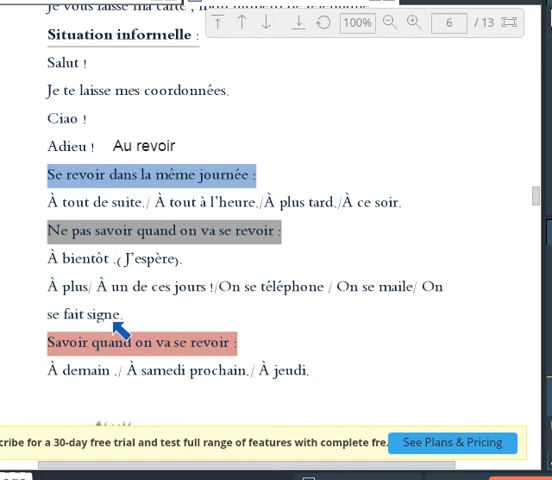 Je vous laisse ma carte
100% 6 / 13
Situation informelle :
Salut !
Je te laisse mes coordonnées.
Ciao !
Adieu ! Au revoir
Se revoir dans la même journée :
À tout de suite./ À tout à l'heure./À plus tard./À ce soir.
Ne pas savoir quand on va se revoir :
À bientôt .( J'espère).
À plus/ À un de ces jours !/On se téléphone / On se maile/ On
se fait signe.
Savoir quand on va se revoir :
À demain ./ À samedi prochain./ À jeudi.
cribe for a 30-day free trial and test full range of features with complete fre. See Plans & Pricing